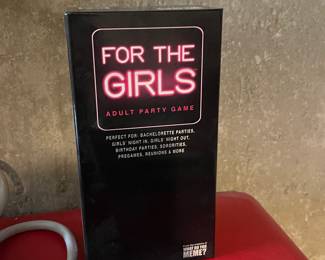 FOR THE
GIRLS
ADULT PARTY GAME
PERFECT FOR: BACHELORETTE PARTIES,
GIRLS' NIGHT IN, GIRLS' NIGHT OUT,
BIRTHDAY PARTIES, SORORITIES,
PREGAMES, REUNIONS & MORE
WHAT DO YOU
MEME?